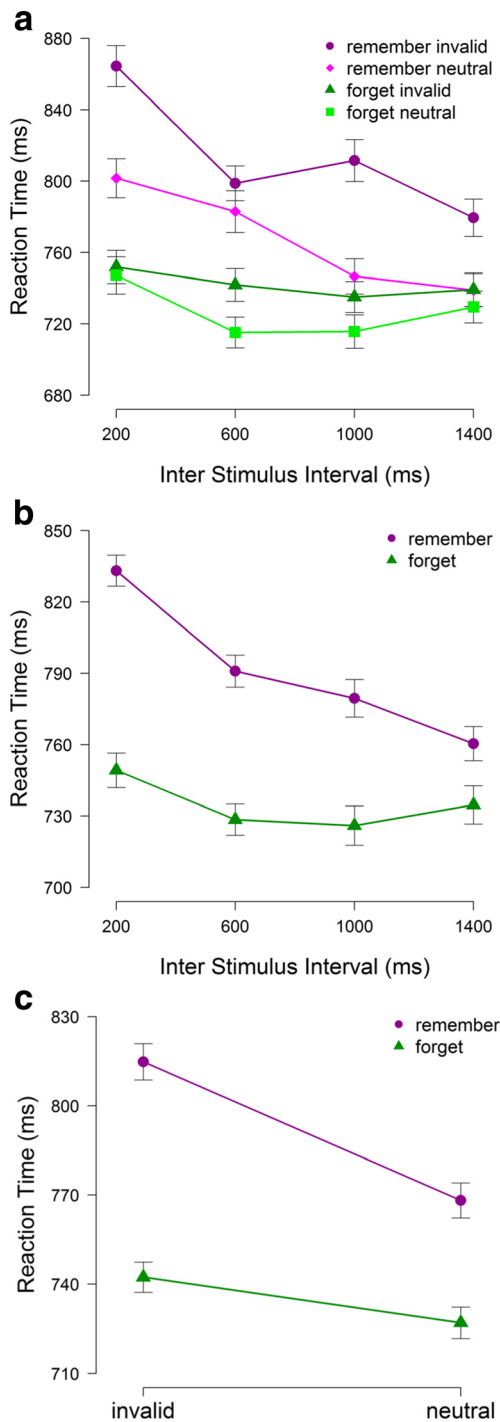 a
880
840
800
760
720
680
Reaction Time (ms)
remember invalid
remember neutral
forget invalid
forget neutral
200 600 1000 1400
Inter Stimulus Interval (ms)
b
850
820
790
760
730
700
Reaction Time (ms)
remember
forget
200 600 1000 1400
Inter Stimulus Interval (ms)
c
830
800
770
740
710
Reaction Time (ms)
remember
forget
invalid neutral